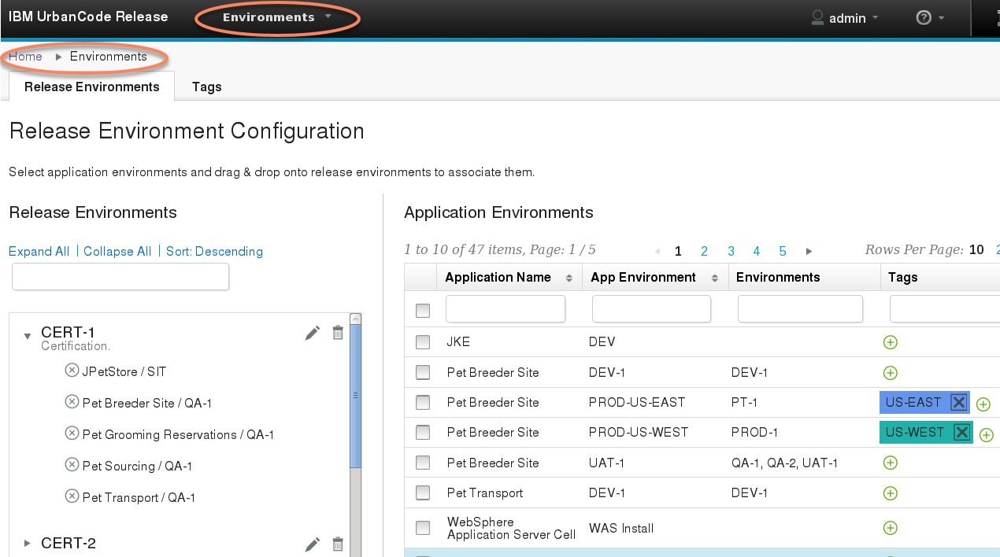 IBM UrbanCode Release Environments admin ?
Home Environments
Release Environments Tags
Release Environment Configuration
Select application environments and drag & drop onto release environments to associate them.
Release Environments
Expand All | Collapse All | Sort: Descending
CERT-1
Certification.
JPetStore / SIT
Pet Breeder Site / QA-1
Pet Grooming Reservations / QA-1
Pet Sourcing / QA-1
Pet Transport / QA-1
CERT-2
Application Environments
1 to 10 of 47 items, Page: 1 / 5 1 2 3 4 5 Rows Per Page: 10 2
Application Name App Environment Environments Tags
JKE DEV
Pet Breeder Site DEV-1 DEV-1
Pet Breeder Site PROD-US-EAST PT-1 US-EAST
Pet Breeder Site PROD-US-WEST PROD-1 US-WEST
Pet Breeder Site UAT-1 QA-1, QA-2, UAT-1
Pet Transport DEV-1 DEV-1
WebSphere
Application Server Cell WAS Install